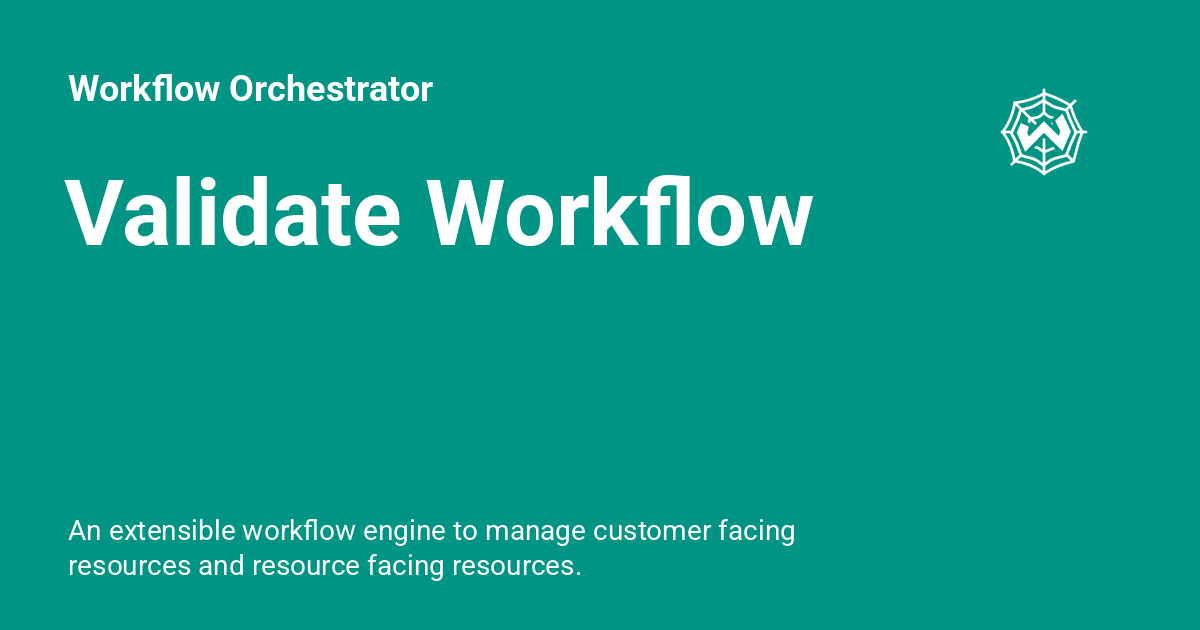 Workflow Orchestrator
Validate Workflow
An extensible workflow engine to manage customer facing
resources and resource facing resources.
W